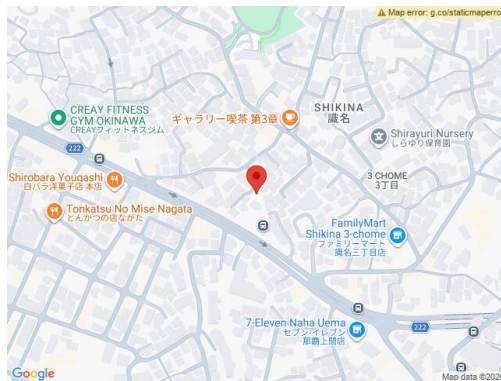 Map error: g.co/staticmaperro
CREAY FITNESS
GYM OKINAWA
CREAYフィットネスジム
ギャラリー喫茶 第3章
SHIKINA
識名
Shirayuri Nursery
しらゆり保育園
222
Shirobara Yougashi
白バラ洋菓子店 本店
3 CHOME
3丁目
Tonkatsu No Mise Nagata
とんかつの店ながた
FamilyMart
Shikina 3-chome
ファミリーマート
識名三丁目店
7-Eleven Naha Uema
セブン-イレブン
那覇上間店
222
222
Google
Map data ©202